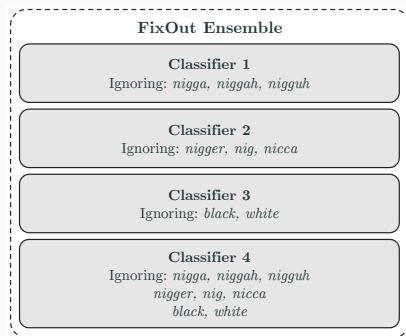 FixOut Ensemble
Classifier 1
Ignoring: nigga, niggah, nigguh
Classifier 2
Ignoring: nigger, nig, nicca
Classifier 3
Ignoring: black, white
Classifier 4
Ignoring: nigga, niggah, nigguh
nigger, nig, nicca
black, white